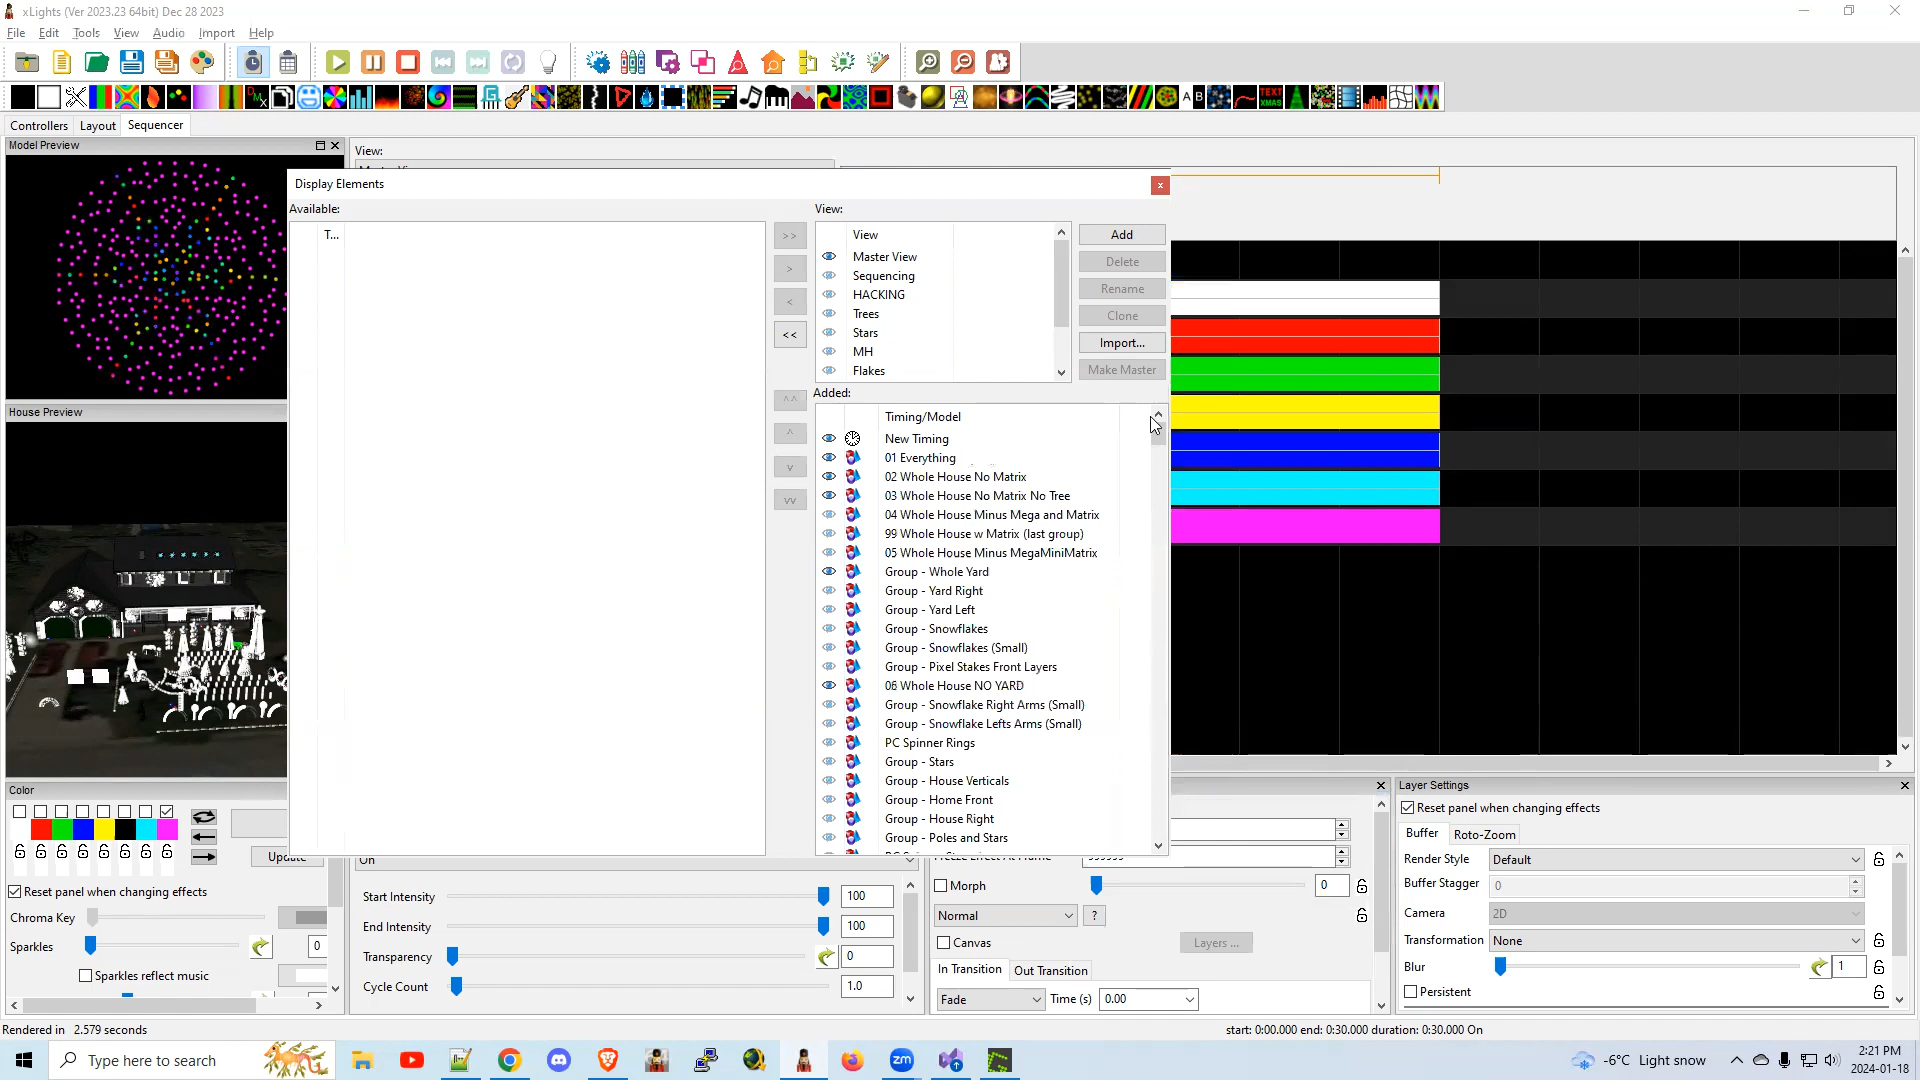 xLights (Ver 2023.23 64bit) Dec 28 2023
File Edit Tools View Audio Import Help
Controllers Layout Sequencer
Model Preview
View:
Display Elements
Available:
T...
>>
>
<
<<
^^
^
v
vv
View:
View
Master View
Sequencing
HACKING
Trees
Stars
MH
Flakes
Add
Delete
Rename
Clone
Import...
Make Master
Added:
Timing/Model
New Timing
01 Everything
02 Whole House No Matrix
03 Whole House No Matrix No Tree
04 Whole House Minus Mega and Matrix
99 Whole House w Matrix (last group)
05 Whole House Minus MegaMiniMatrix
Group - Whole Yard
Group - Yard Right
Group - Yard Left
Group - Snowflakes
Group - Snowflakes (Small)
Group - Pixel Stakes Front Layers
06 Whole House NO YARD
Group - Snowflake Right Arms (Small)
Group - Snowflake Lefts Arms (Small)
PC Spinner Rings
Group - Stars
Group - House Verticals
Group - Home Front
Group - House Right
Group - Poles and Stars
House Preview
Color
Update
Reset panel when changing effects
Chroma Key
Sparkles 0
Sparkles reflect music
On
Start Intensity 100
End Intensity 100
Transparency 0
Cycle Count 1.0
Freeze Effect At Frame 999999
Morph 0
Normal ?
Canvas Layers ...
In Transition Out Transition
Fade Time (s) 0.00
Layer Settings
Reset panel when changing effects
Buffer Roto-Zoom
Render Style Default
Buffer Stagger 0
Camera 2D
Transformation None
Blur 1
Persistent
Rendered in 2.579 seconds
start: 0:00.000 end: 0:30.000 duration: 0:30.000 On
Type here to search
-6°C Light snow
2:21 PM
2024-01-18